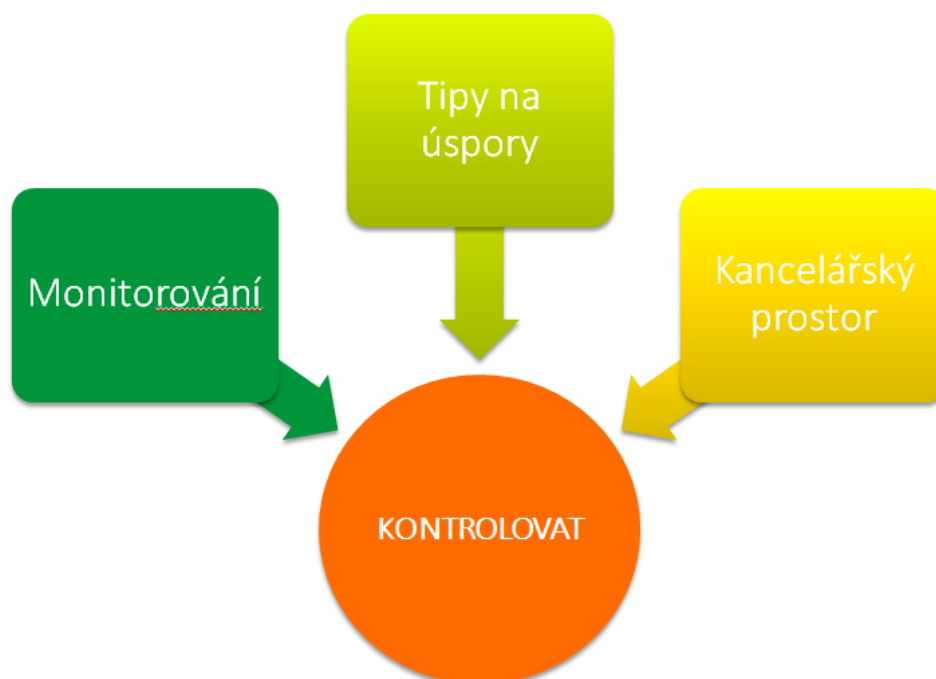 Tipy na
úspory
Monitorování
Kancelářský
prostor
KONTROLOVAT